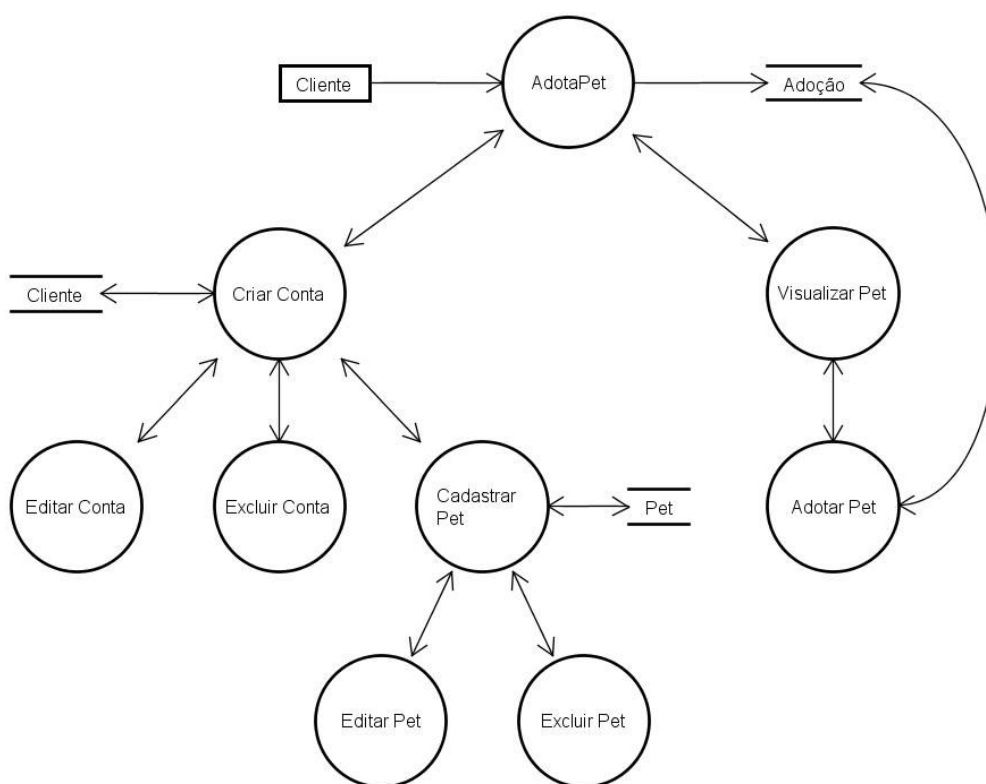 Cliente
AdotaPet
Adoção
Cliente
Criar Conta
Visualizar Pet
Editar Conta
Excluir Conta
Cadastrar
Pet
Pet
Adotar Pet
Editar Pet
Excluir Pet